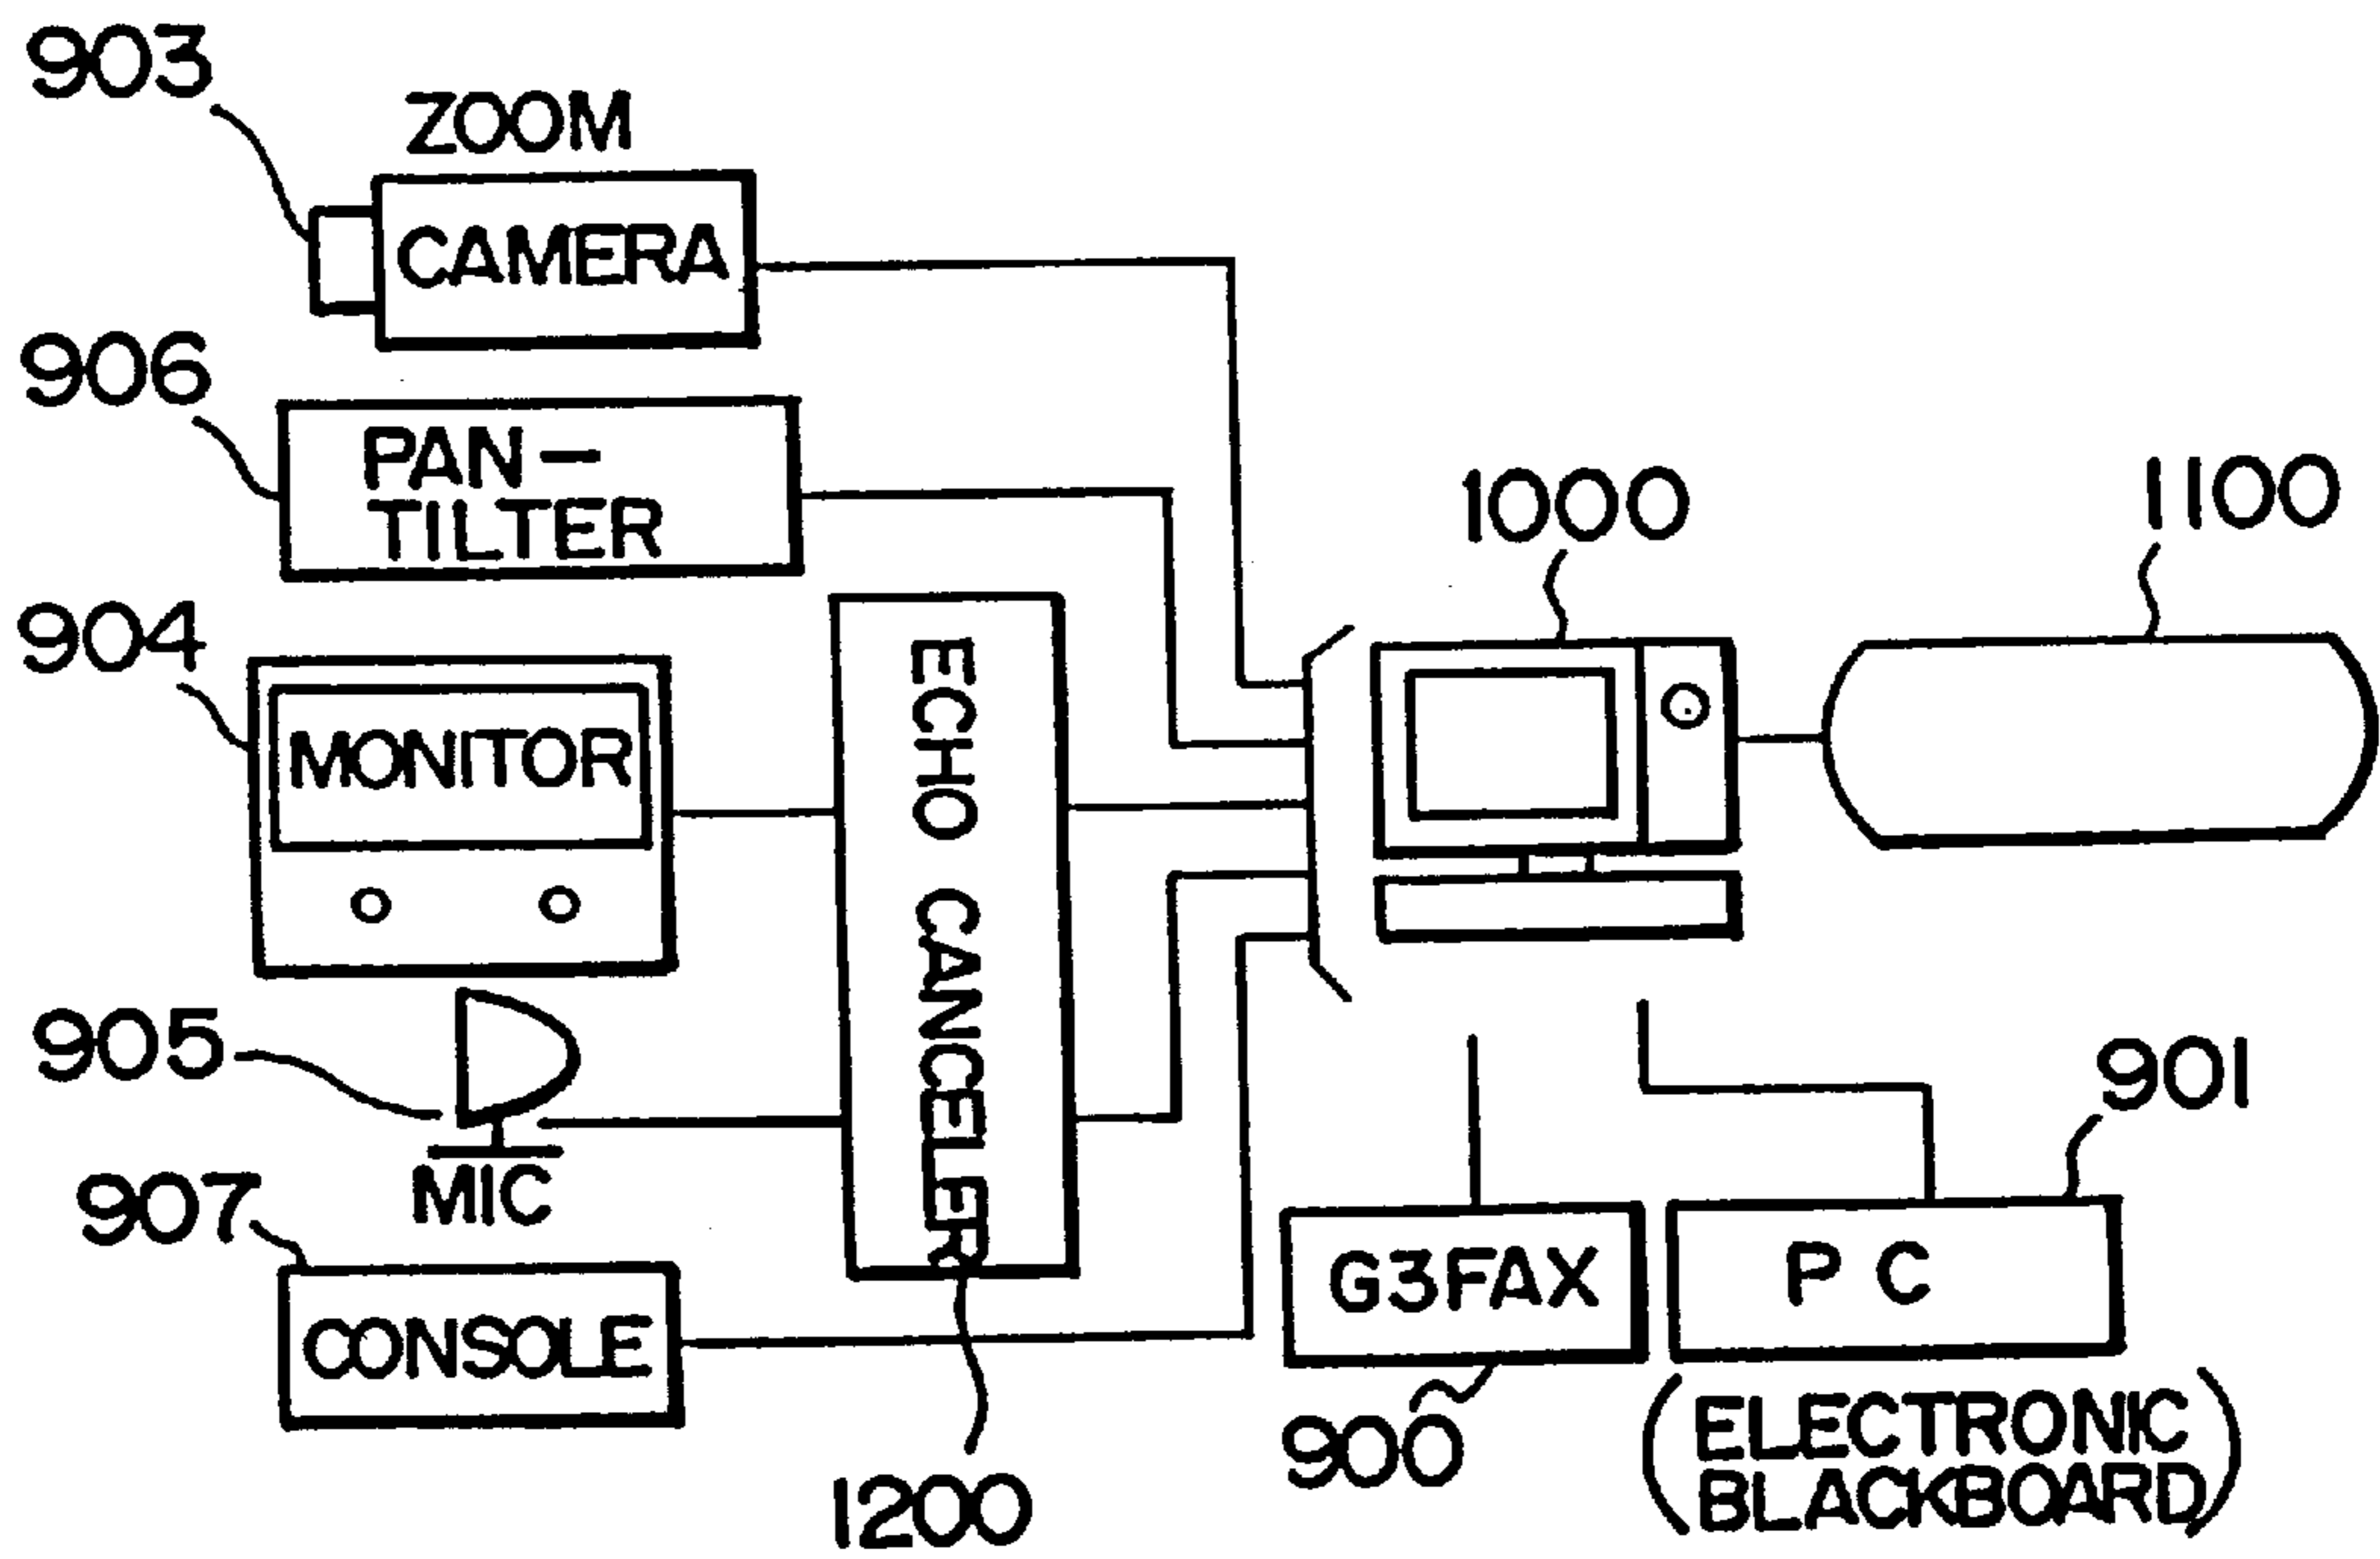 903
ZOOM
CAMERA
906
PAN-
TILTER
904
MONITOR
ECHO CANCELER
1000
1100
905
MIC
907
CONSOLE
1200
G3FAX
900
901
P C
(ELECTRONIC
BLACKBOARD)